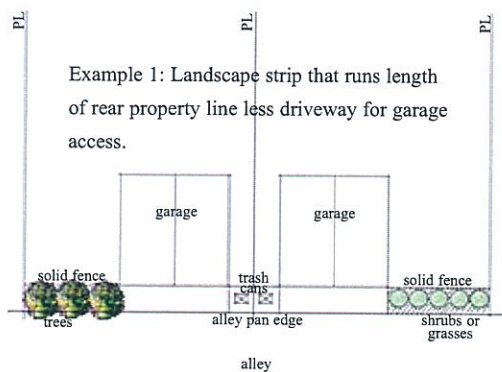 PL
PL
PL
Example 1: Landscape strip that runs length
of rear property line less driveway for garage
access.
garage
garage
solid fence
trash
cans
solid fence
trees
alley pan edge
shrubs or
grasses
alley